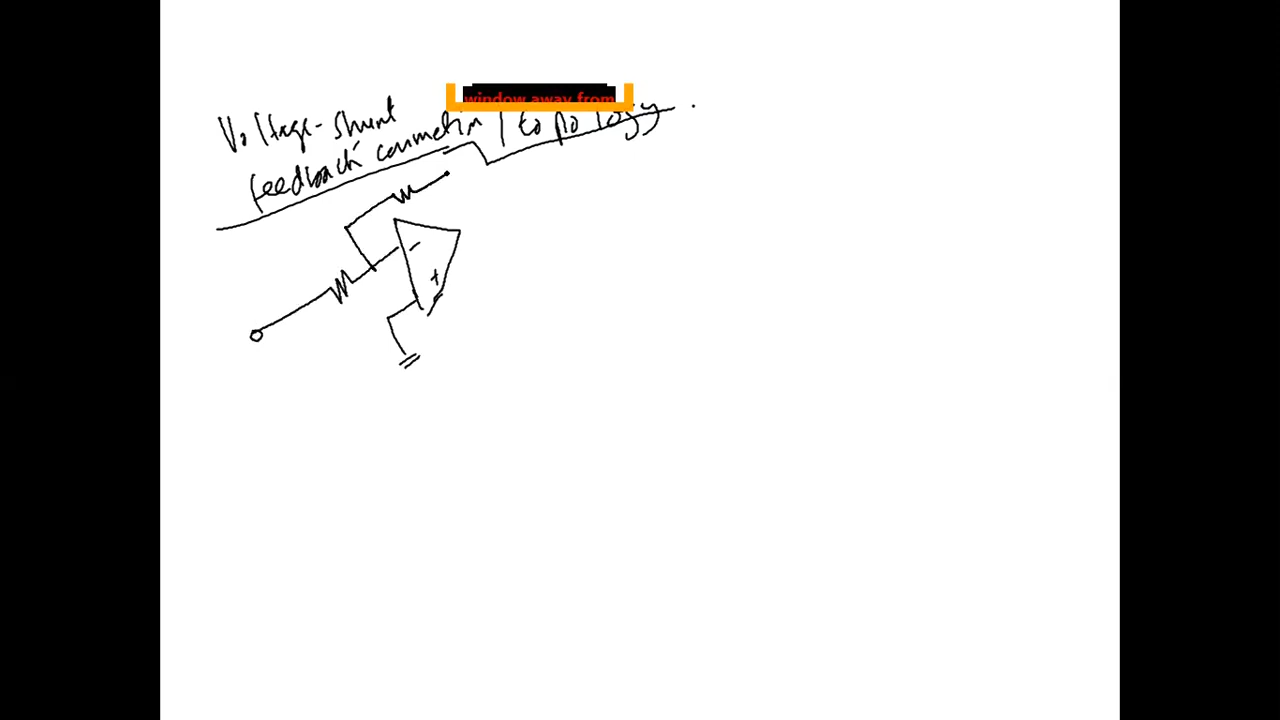 window away from
Voltage-shunt
feedback connection / topology.
-
+